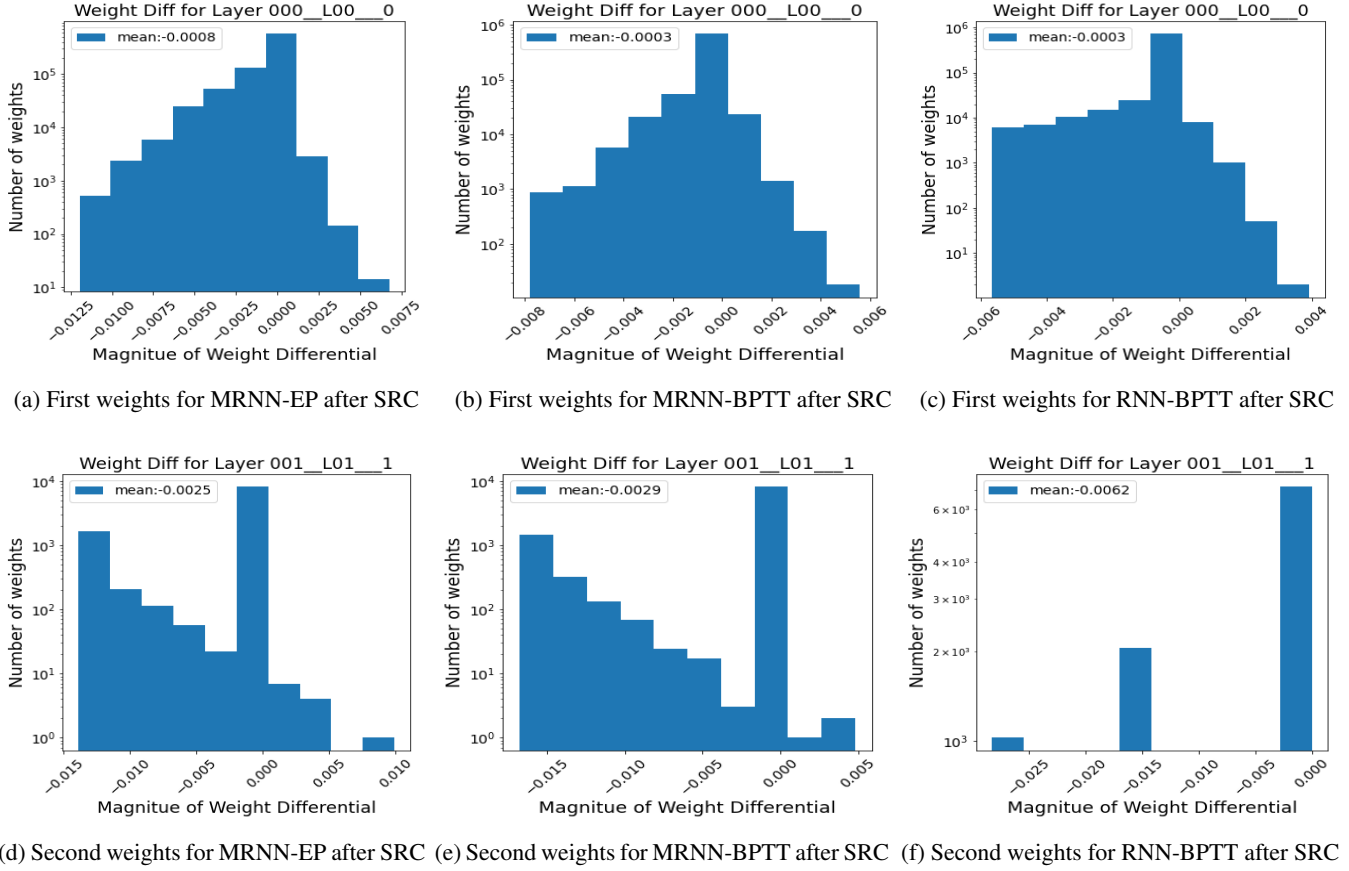 Weight Diff for Layer 000__L00___0
mean:-0.0008
Number of weights
10^5
10^4
10^3
10^2
10^1
−0.0125 −0.0100 −0.0075 −0.0050 −0.0025 0.0000 0.0025 0.0050 0.0075
Magnitue of Weight Differential
(a) First weights for MRNN-EP after SRC
Weight Diff for Layer 000__L00___0
mean:-0.0003
Number of weights
10^6
10^5
10^4
10^3
10^2
−0.008 −0.006 −0.004 −0.002 0.000 0.002 0.004 0.006
Magnitue of Weight Differential
(b) First weights for MRNN-BPTT after SRC
Weight Diff for Layer 000__L00___0
mean:-0.0003
Number of weights
10^6
10^5
10^4
10^3
10^2
10^1
−0.006 −0.004 −0.002 0.000 0.002 0.004
Magnitue of Weight Differential
(c) First weights for RNN-BPTT after SRC
Weight Diff for Layer 001__L01___1
mean:-0.0025
Number of weights
10^4
10^3
10^2
10^1
10^0
−0.015 −0.010 −0.005 0.000 0.005 0.010
Magnitue of Weight Differential
(d) Second weights for MRNN-EP after SRC
Weight Diff for Layer 001__L01___1
mean:-0.0029
Number of weights
10^4
10^3
10^2
10^1
10^0
−0.015 −0.010 −0.005 0.000 0.005
Magnitue of Weight Differential
(e) Second weights for MRNN-BPTT after SRC
Weight Diff for Layer 001__L01___1
mean:-0.0062
Number of weights
6 × 10^3
4 × 10^3
3 × 10^3
2 × 10^3
10^3
−0.025 −0.020 −0.015 −0.010 −0.005 0.000
Magnitue of Weight Differential
(f) Second weights for RNN-BPTT after SRC